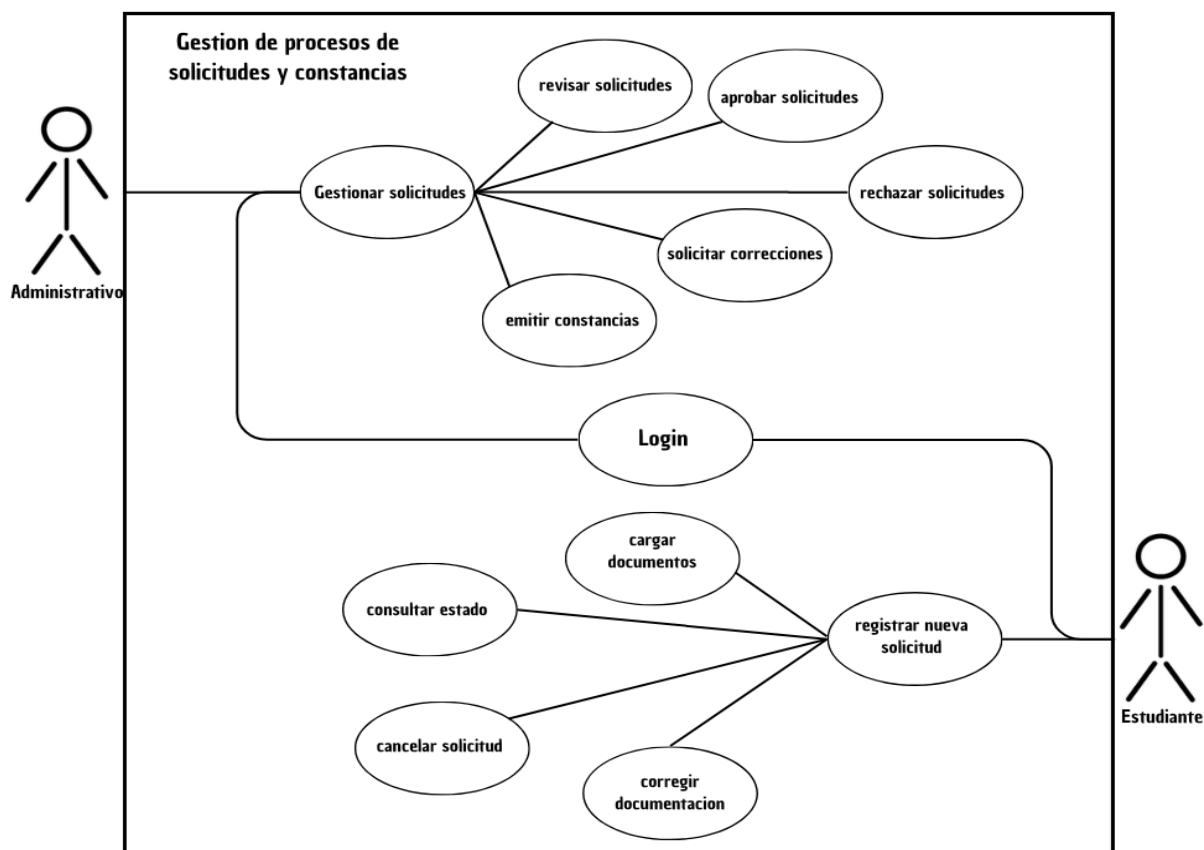 Gestion de procesos de
solicitudes y constancias
revisar solicitudes
aprobar solicitudes
Gestionar solicitudes
rechazar solicitudes
solicitar correcciones
Administrativo
emitir constancias
Login
cargar
documentos
consultar estado
registrar nueva
solicitud
Estudiante
cancelar solicitud
corregir
documentacion